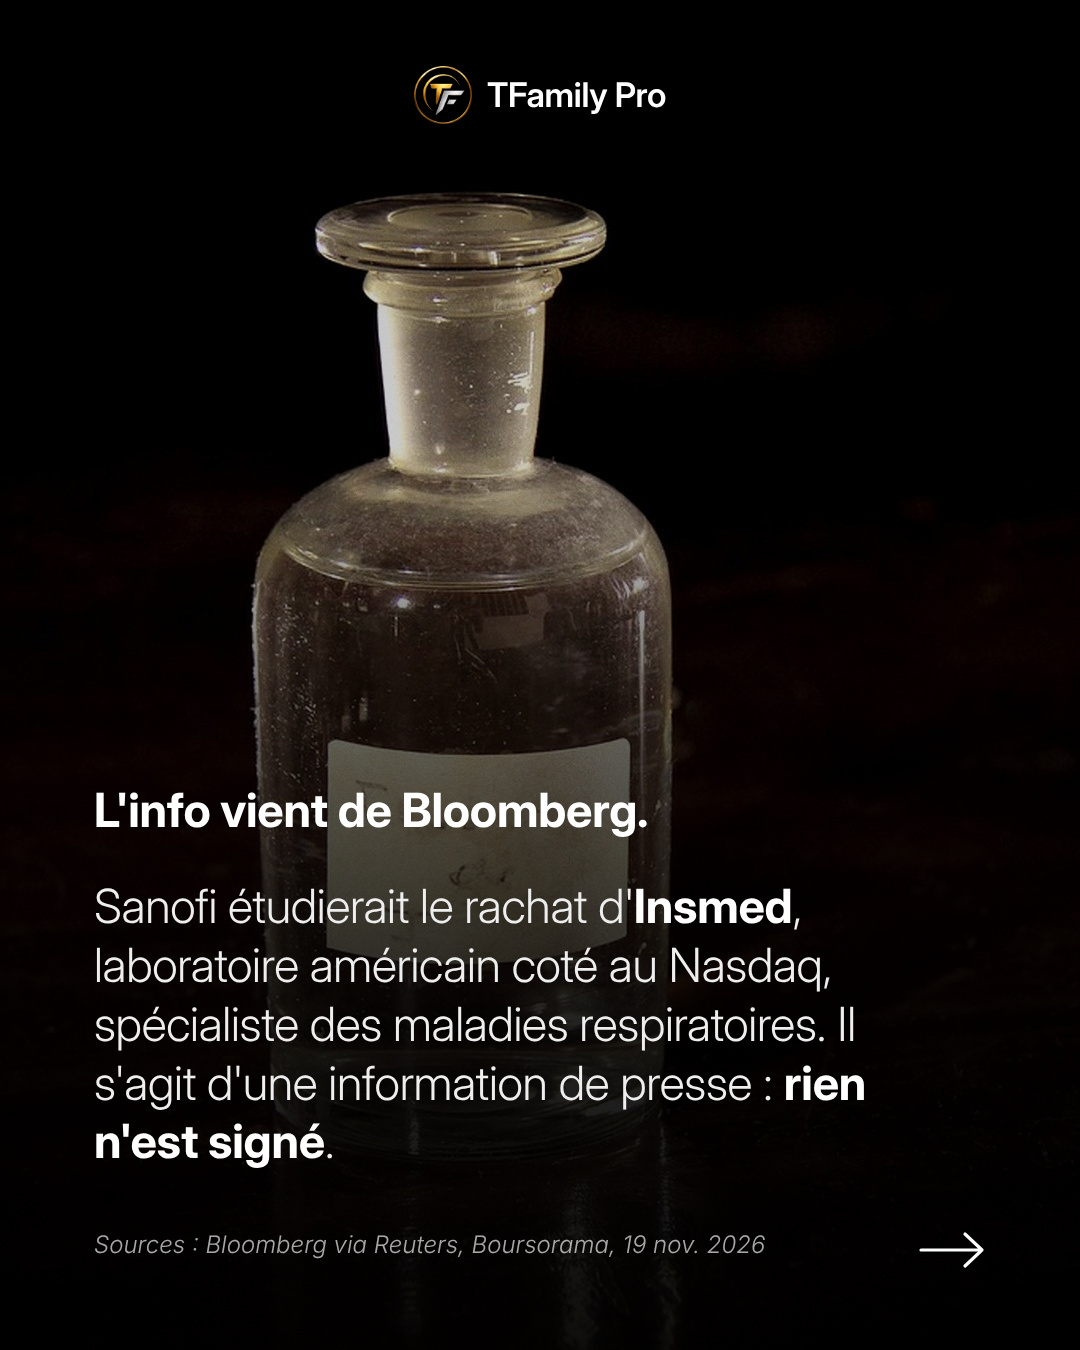 TF TFamily Pro
L'info vient de Bloomberg.
Sanofi étudierait le rachat d'Insmed,
laboratoire américain coté au Nasdaq,
spécialiste des maladies respiratoires. Il
s'agit d'une information de presse : rien
n'est signé.
Sources : Bloomberg via Reuters, Boursorama, 19 nov. 2026